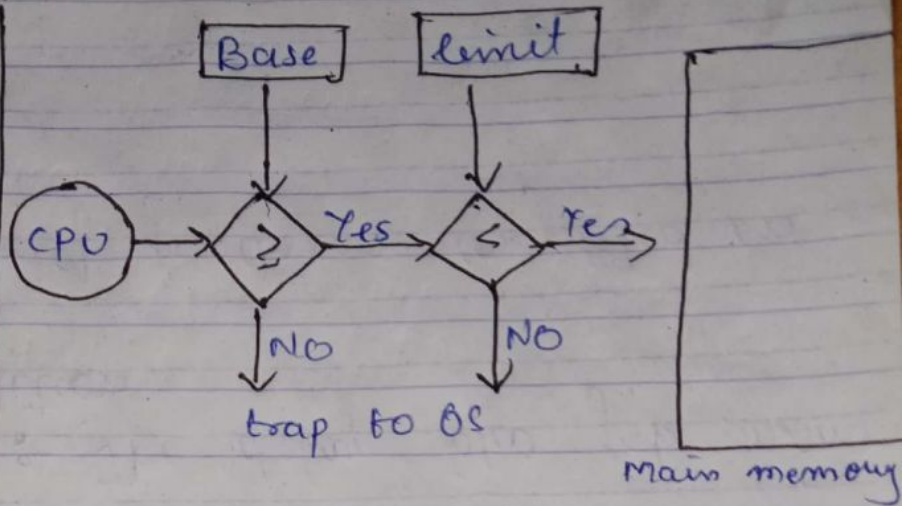 Base limit
CPU ≥ Yes < Yes
NO NO
trap to OS
Main memory